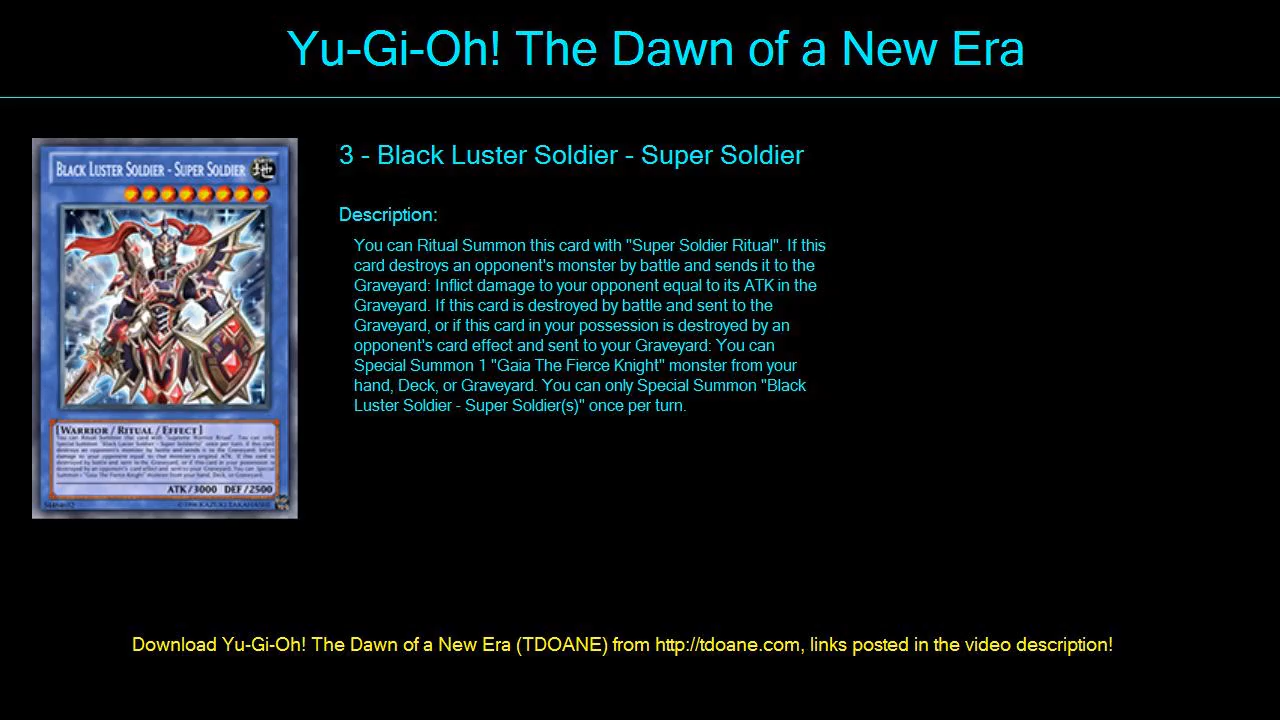 Yu-Gi-Oh! The Dawn of a New Era
BLACK LUSTER SOLDIER - SUPER SOLDIER
[WARRIOR / RITUAL / EFFECT]
ATK/3000 DEF/2500
3 - Black Luster Soldier - Super Soldier
Description:
You can Ritual Summon this card with "Super Soldier Ritual". If this
card destroys an opponent's monster by battle and sends it to the
Graveyard: Inflict damage to your opponent equal to its ATK in the
Graveyard. If this card is destroyed by battle and sent to the
Graveyard, or if this card in your possession is destroyed by an
opponent's card effect and sent to your Graveyard: You can
Special Summon 1 "Gaia The Fierce Knight" monster from your
hand, Deck, or Graveyard. You can only Special Summon "Black
Luster Soldier - Super Soldier(s)" once per turn.
Download Yu-Gi-Oh! The Dawn of a New Era (TDOANE) from http://tdoane.com, links posted in the video description!